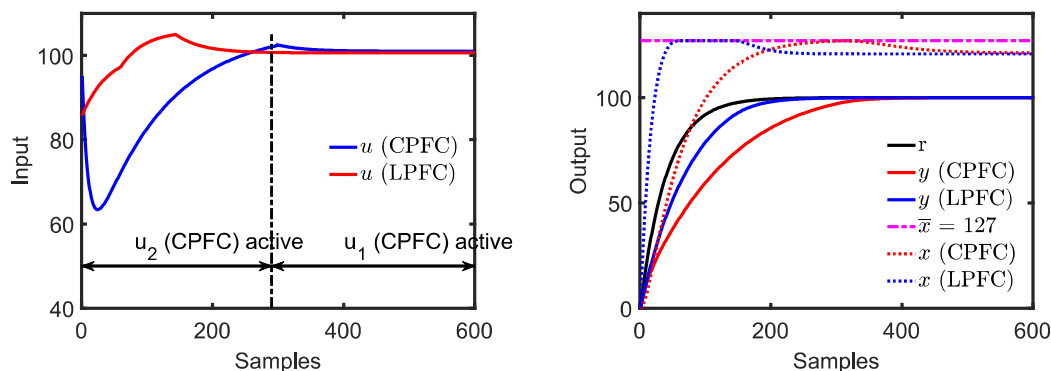 100
80
60
40
Input
u (CPFC)
u (LPFC)
u₂ (CPFC) active
u₁ (CPFC) active
0
200
400
600
Samples
100
50
0
Output
r
y (CPFC)
y (LPFC)
x̅ = 127
x (CPFC)
x (LPFC)
0
200
400
600
Samples